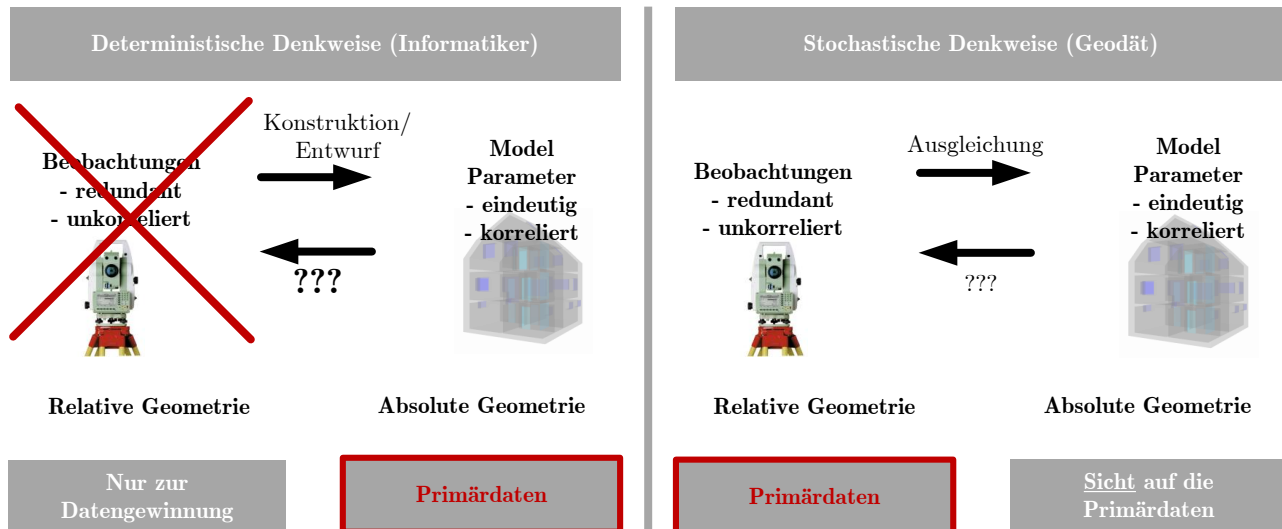 Deterministische Denkweise (Informatiker)
Konstruktion/
Entwurf
Beobachtungen
- redundant
- unkorreliert
Model
Parameter
- eindeutig
- korreliert
???
Relative Geometrie
Absolute Geometrie
Nur zur
Datengewinnung
Primärdaten
Stochastische Denkweise (Geodät)
Ausgleichung
Beobachtungen
- redundant
- unkorreliert
Model
Parameter
- eindeutig
- korreliert
???
Relative Geometrie
Absolute Geometrie
Primärdaten
Sicht auf die
Primärdaten